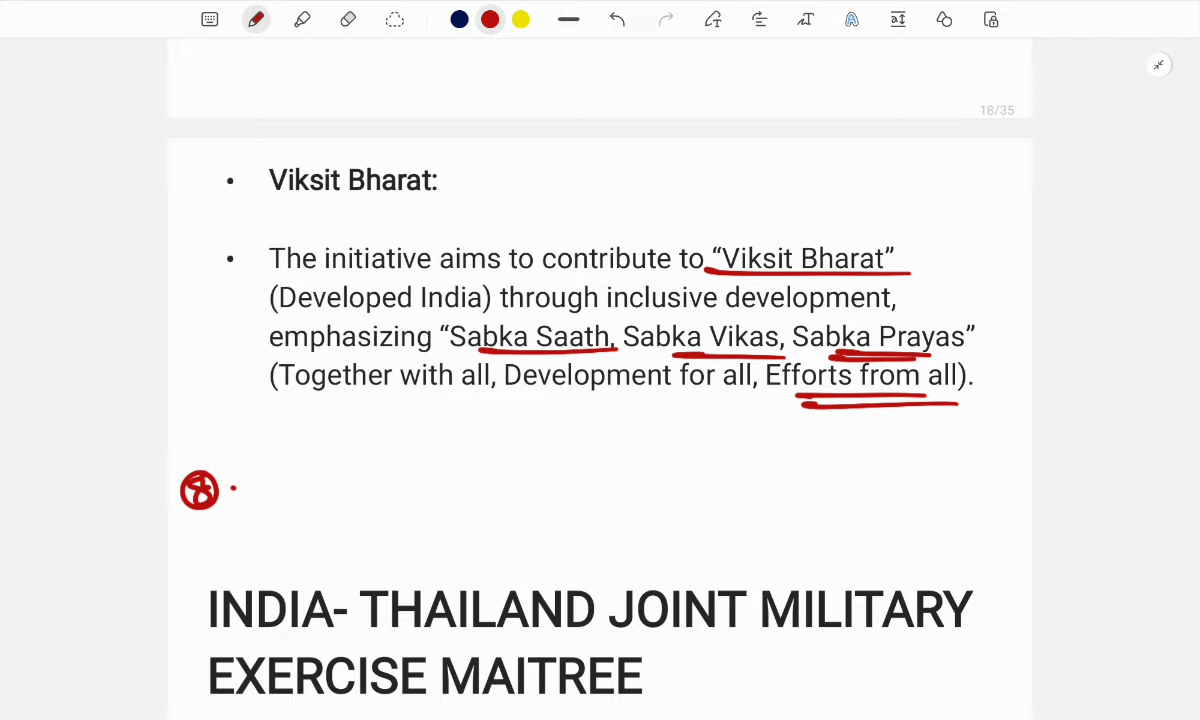 18/35
• Viksit Bharat:
• The initiative aims to contribute to “Viksit Bharat”
(Developed India) through inclusive development,
emphasizing “Sabka Saath, Sabka Vikas, Sabka Prayas”
(Together with all, Development for all, Efforts from all).
INDIA- THAILAND JOINT MILITARY
EXERCISE MAITREE